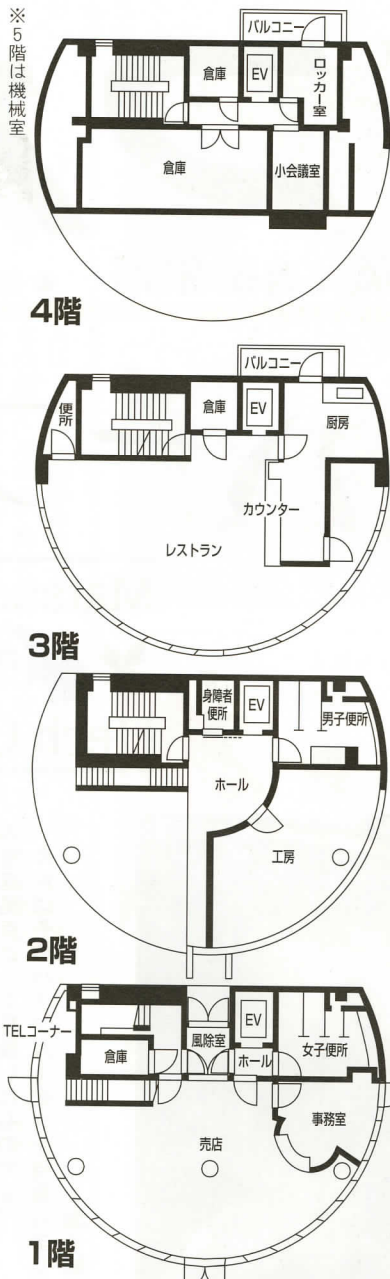 ※5階は機械室
バルコニー
倉庫
EV
ロッカー室
倉庫
小会議室
4階
バルコニー
便所
倉庫
EV
厨房
カウンター
レストラン
3階
身障者
便所
EV
男子便所
ホール
工房
2階
TELコーナー
倉庫
風除室
EV
ホール
女子便所
事務室
売店
1階